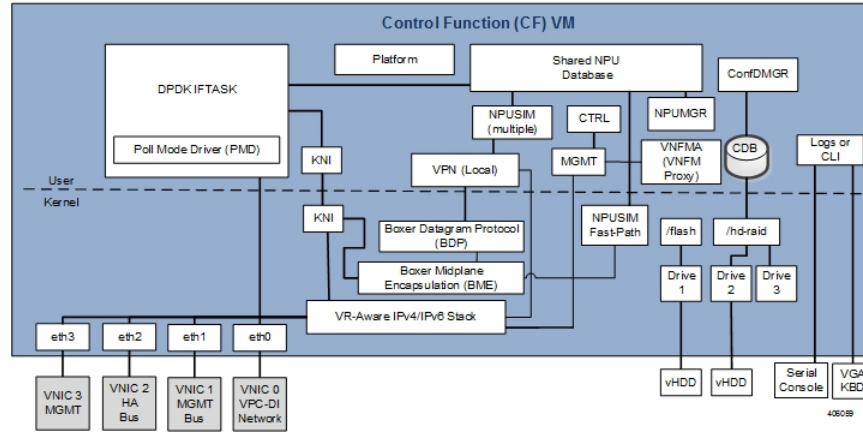 Control Function (CF) VM
DPDK IFTASK
Poll Mode Driver (PMD)
Platform
Shared NPU
Database
ConfDMGR
KNI
NPUSIM
(multiple)
CTRL
NPUMGR
VPN (Local)
MGMT
VNFMA
(VNFM
Proxy)
CDB
Logs or
CLI
User
Kernel
KNI
Boxer Datagram Protocol
(BDP)
NPUSIM
Fast-Path
/flash
/hd-raid
Boxer Midplane
Encapsulation (BME)
Drive
1
Drive
2
Drive
3
VR-Aware IPv4/IPv6 Stack
eth3
eth2
eth1
eth0
VNIC 3
MGMT
VNIC 2
HA
Bus
VNIC 1
MGMT
Bus
VNIC 0
VPC-DI
Network
vHDD
vHDD
Serial
Console
VGA
KBD
406059